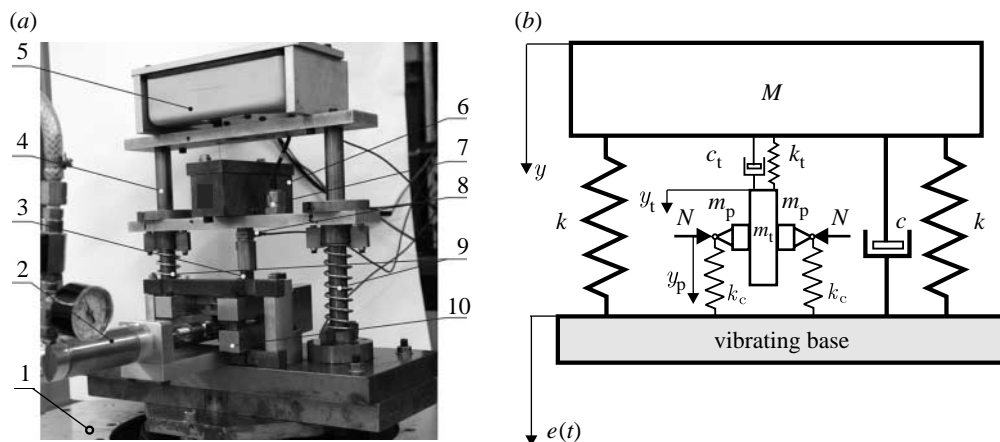 (a)
5
6
7
4
8
3
9
2
10
1
(b)
M
y
c_t
k_t
y_t
m_p
m_p
k
N
m_t
N
c
k
y_p
k_c
k_c
vibrating base
e(t)